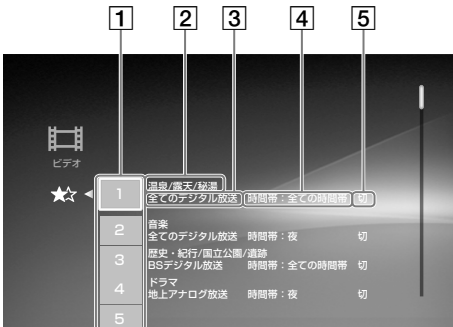 1 2 3 4 5
ビデオ
1 温泉/露天/秘湯
全てのデジタル放送 時間帯：全ての時間帯 切
2 音楽
全てのデジタル放送 時間帯：夜 切
3 歴史・紀行/国立公園/遺跡
BSデジタル放送 時間帯：全ての時間帯 切
4 ドラマ
地上アナログ放送 時間帯：夜 切
5